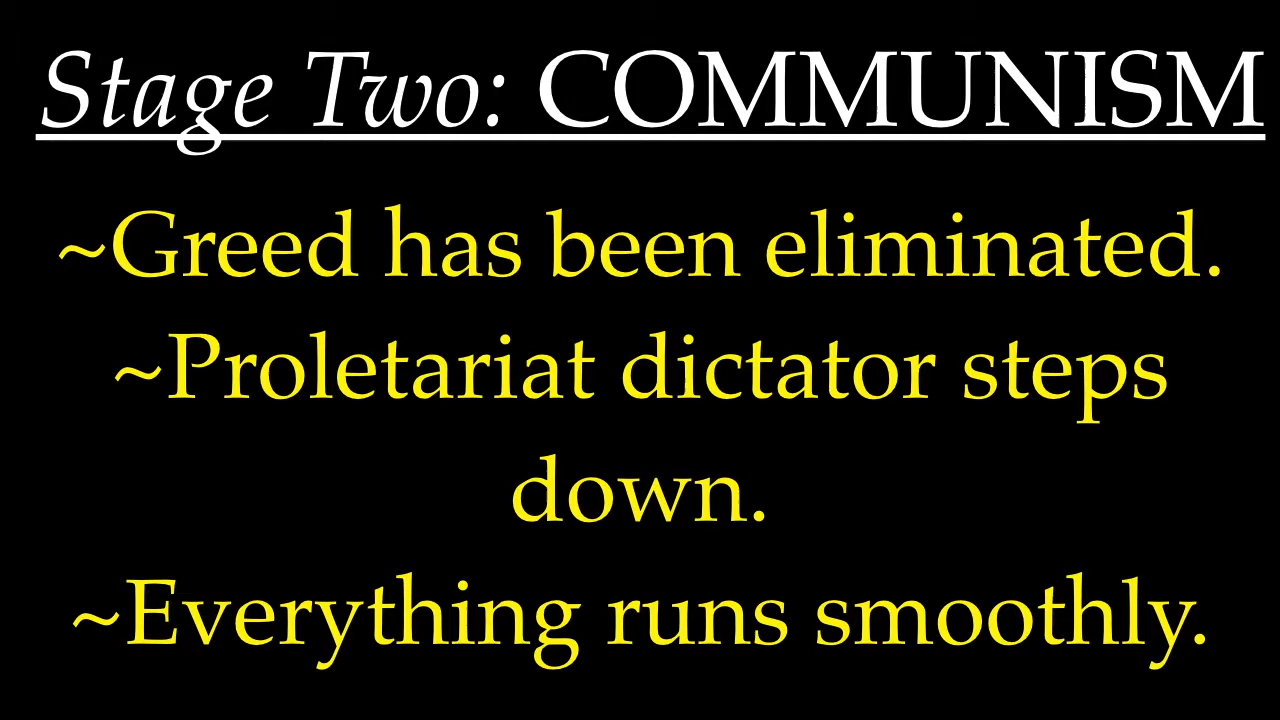 Stage Two: COMMUNISM
~Greed has been eliminated.
~Proletariat dictator steps
down.
~Everything runs smoothly.